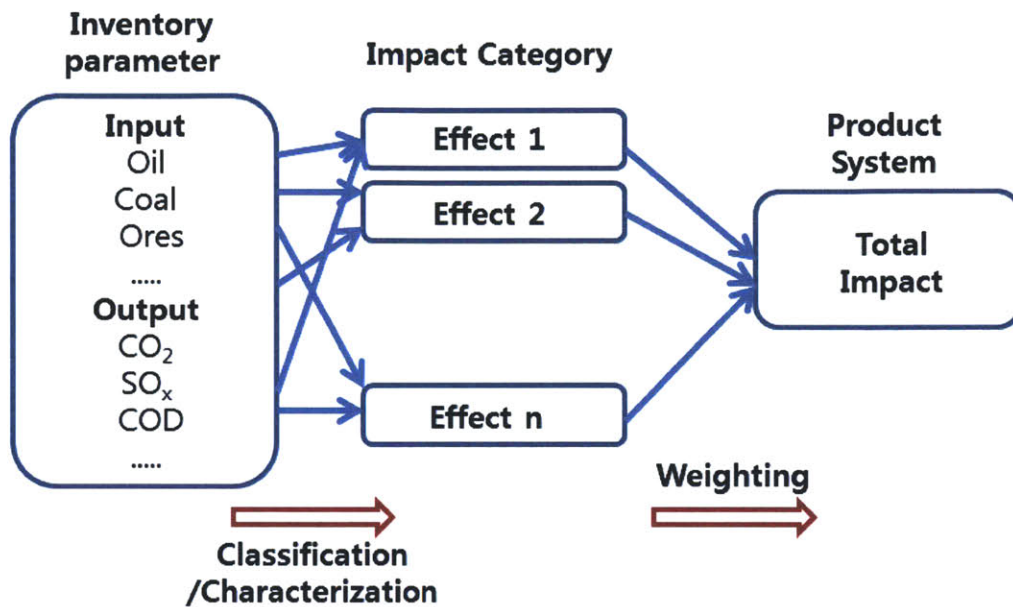 Inventory
parameter
Input
Oil
Coal
Ores
.....
Output
CO₂
SOₓ
COD
.....
Impact Category
Effect 1
Effect 2
Effect n
Product
System
Total
Impact
Classification
/Characterization
Weighting